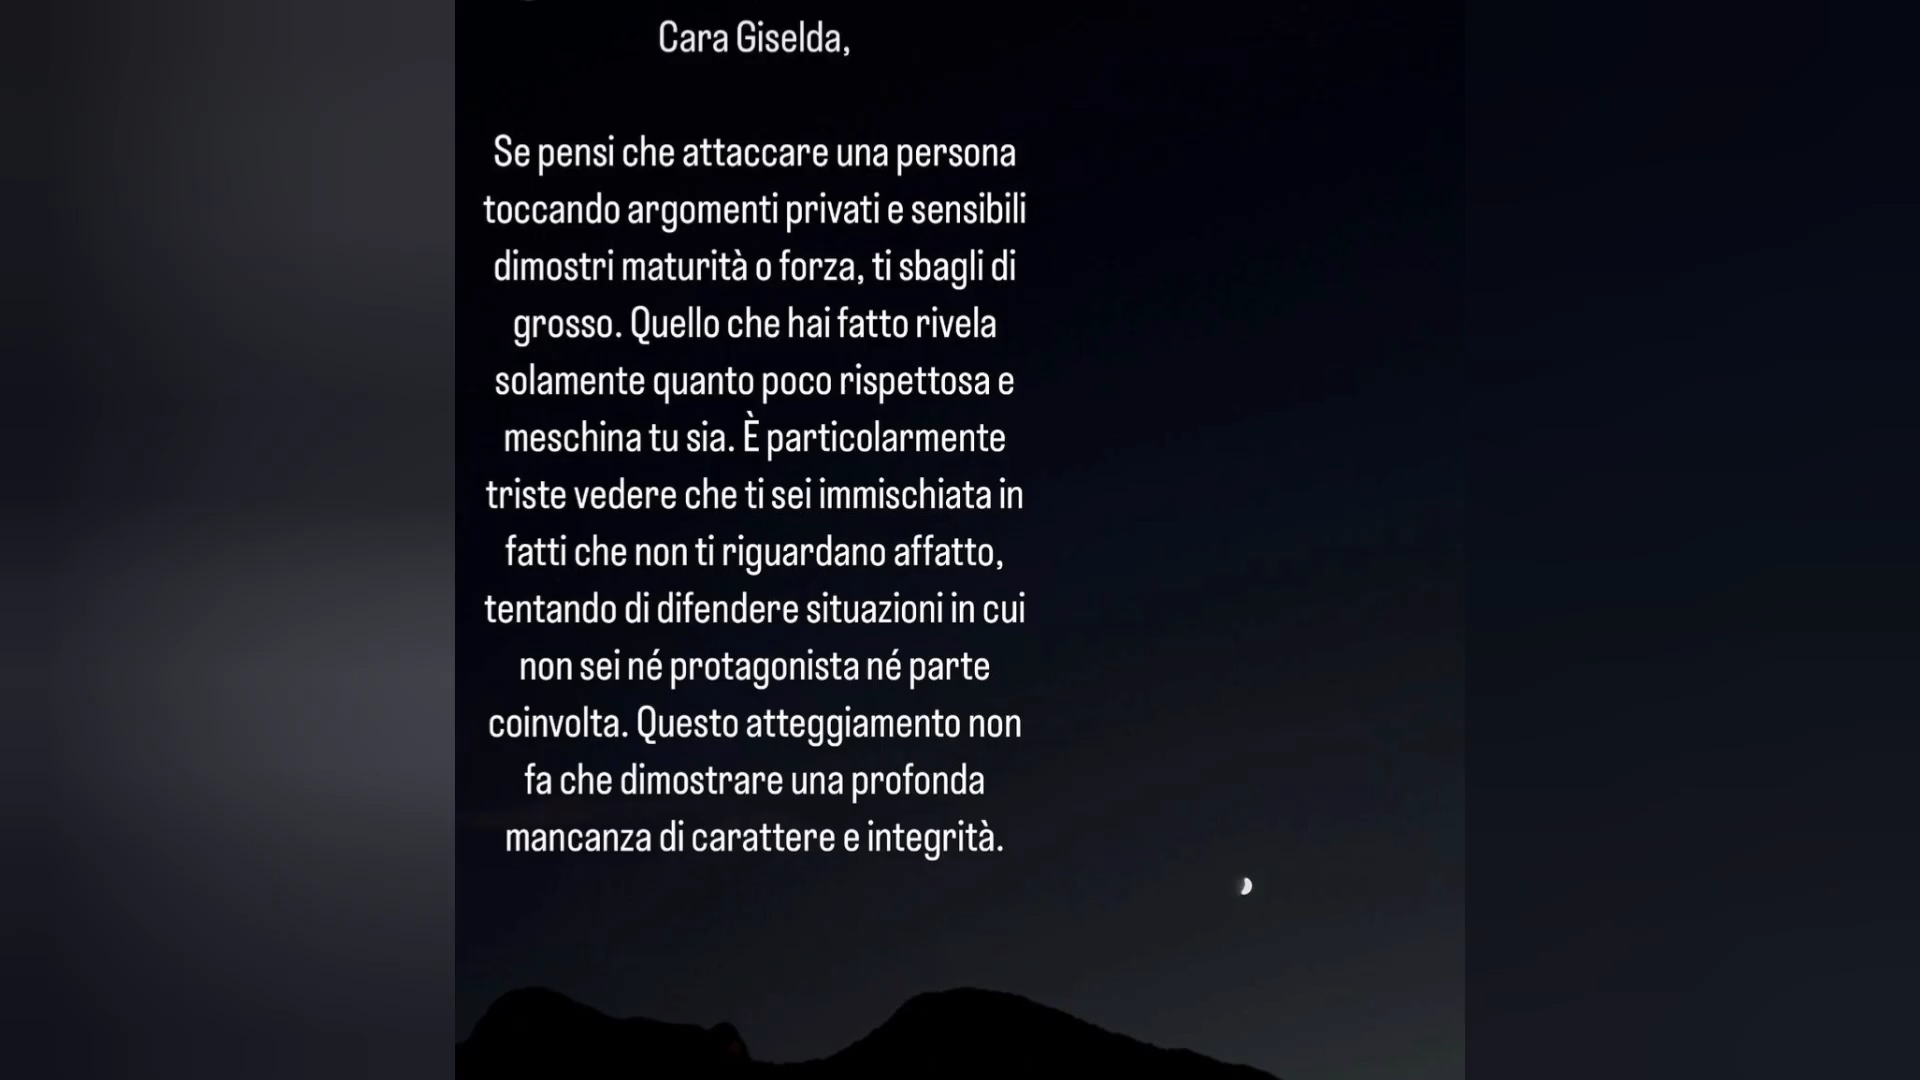 Cara Giselda,
Se pensi che attaccare una persona
toccando argomenti privati e sensibili
dimostri maturità o forza, ti sbagli di
grosso. Quello che hai fatto rivela
solamente quanto poco rispettosa e
meschina tu sia. È particolarmente
triste vedere che ti sei immischiata in
fatti che non ti riguardano affatto,
tentando di difendere situazioni in cui
non sei né protagonista né parte
coinvolta. Questo atteggiamento non
fa che dimostrare una profonda
mancanza di carattere e integrità.